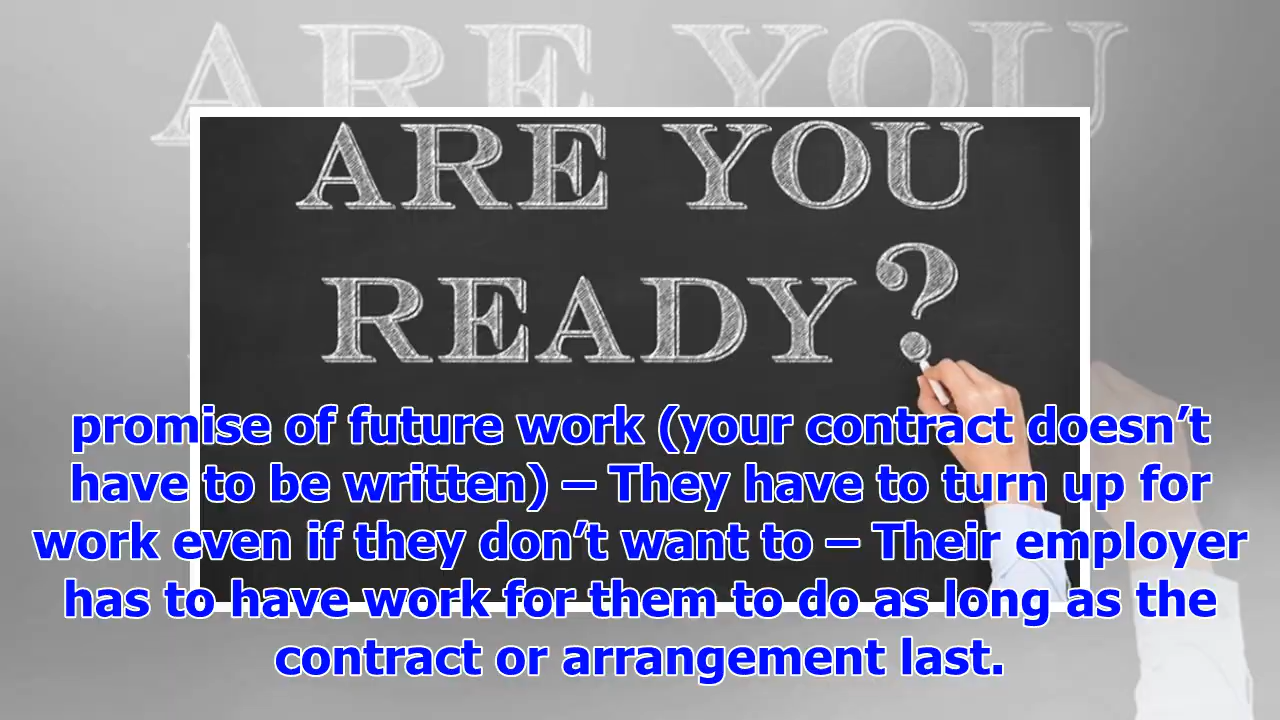 ARE YOU
ARE YOU
READY?
promise of future work (your contract doesn’t
have to be written) – They have to turn up for
work even if they don’t want to – Their employer
has to have work for them to do as long as the
contract or arrangement last.